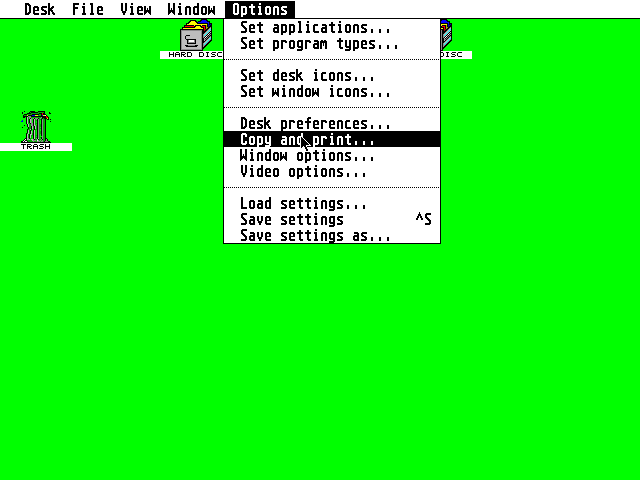 Desk File View Window Options
Set applications...
Set program types...
HARD DISC
DISC
Set desk icons...
Set window icons...
Desk preferences...
Copy and print...
TRASH
Window options...
Video options...
Load settings...
Save settings ^S
Save settings as...